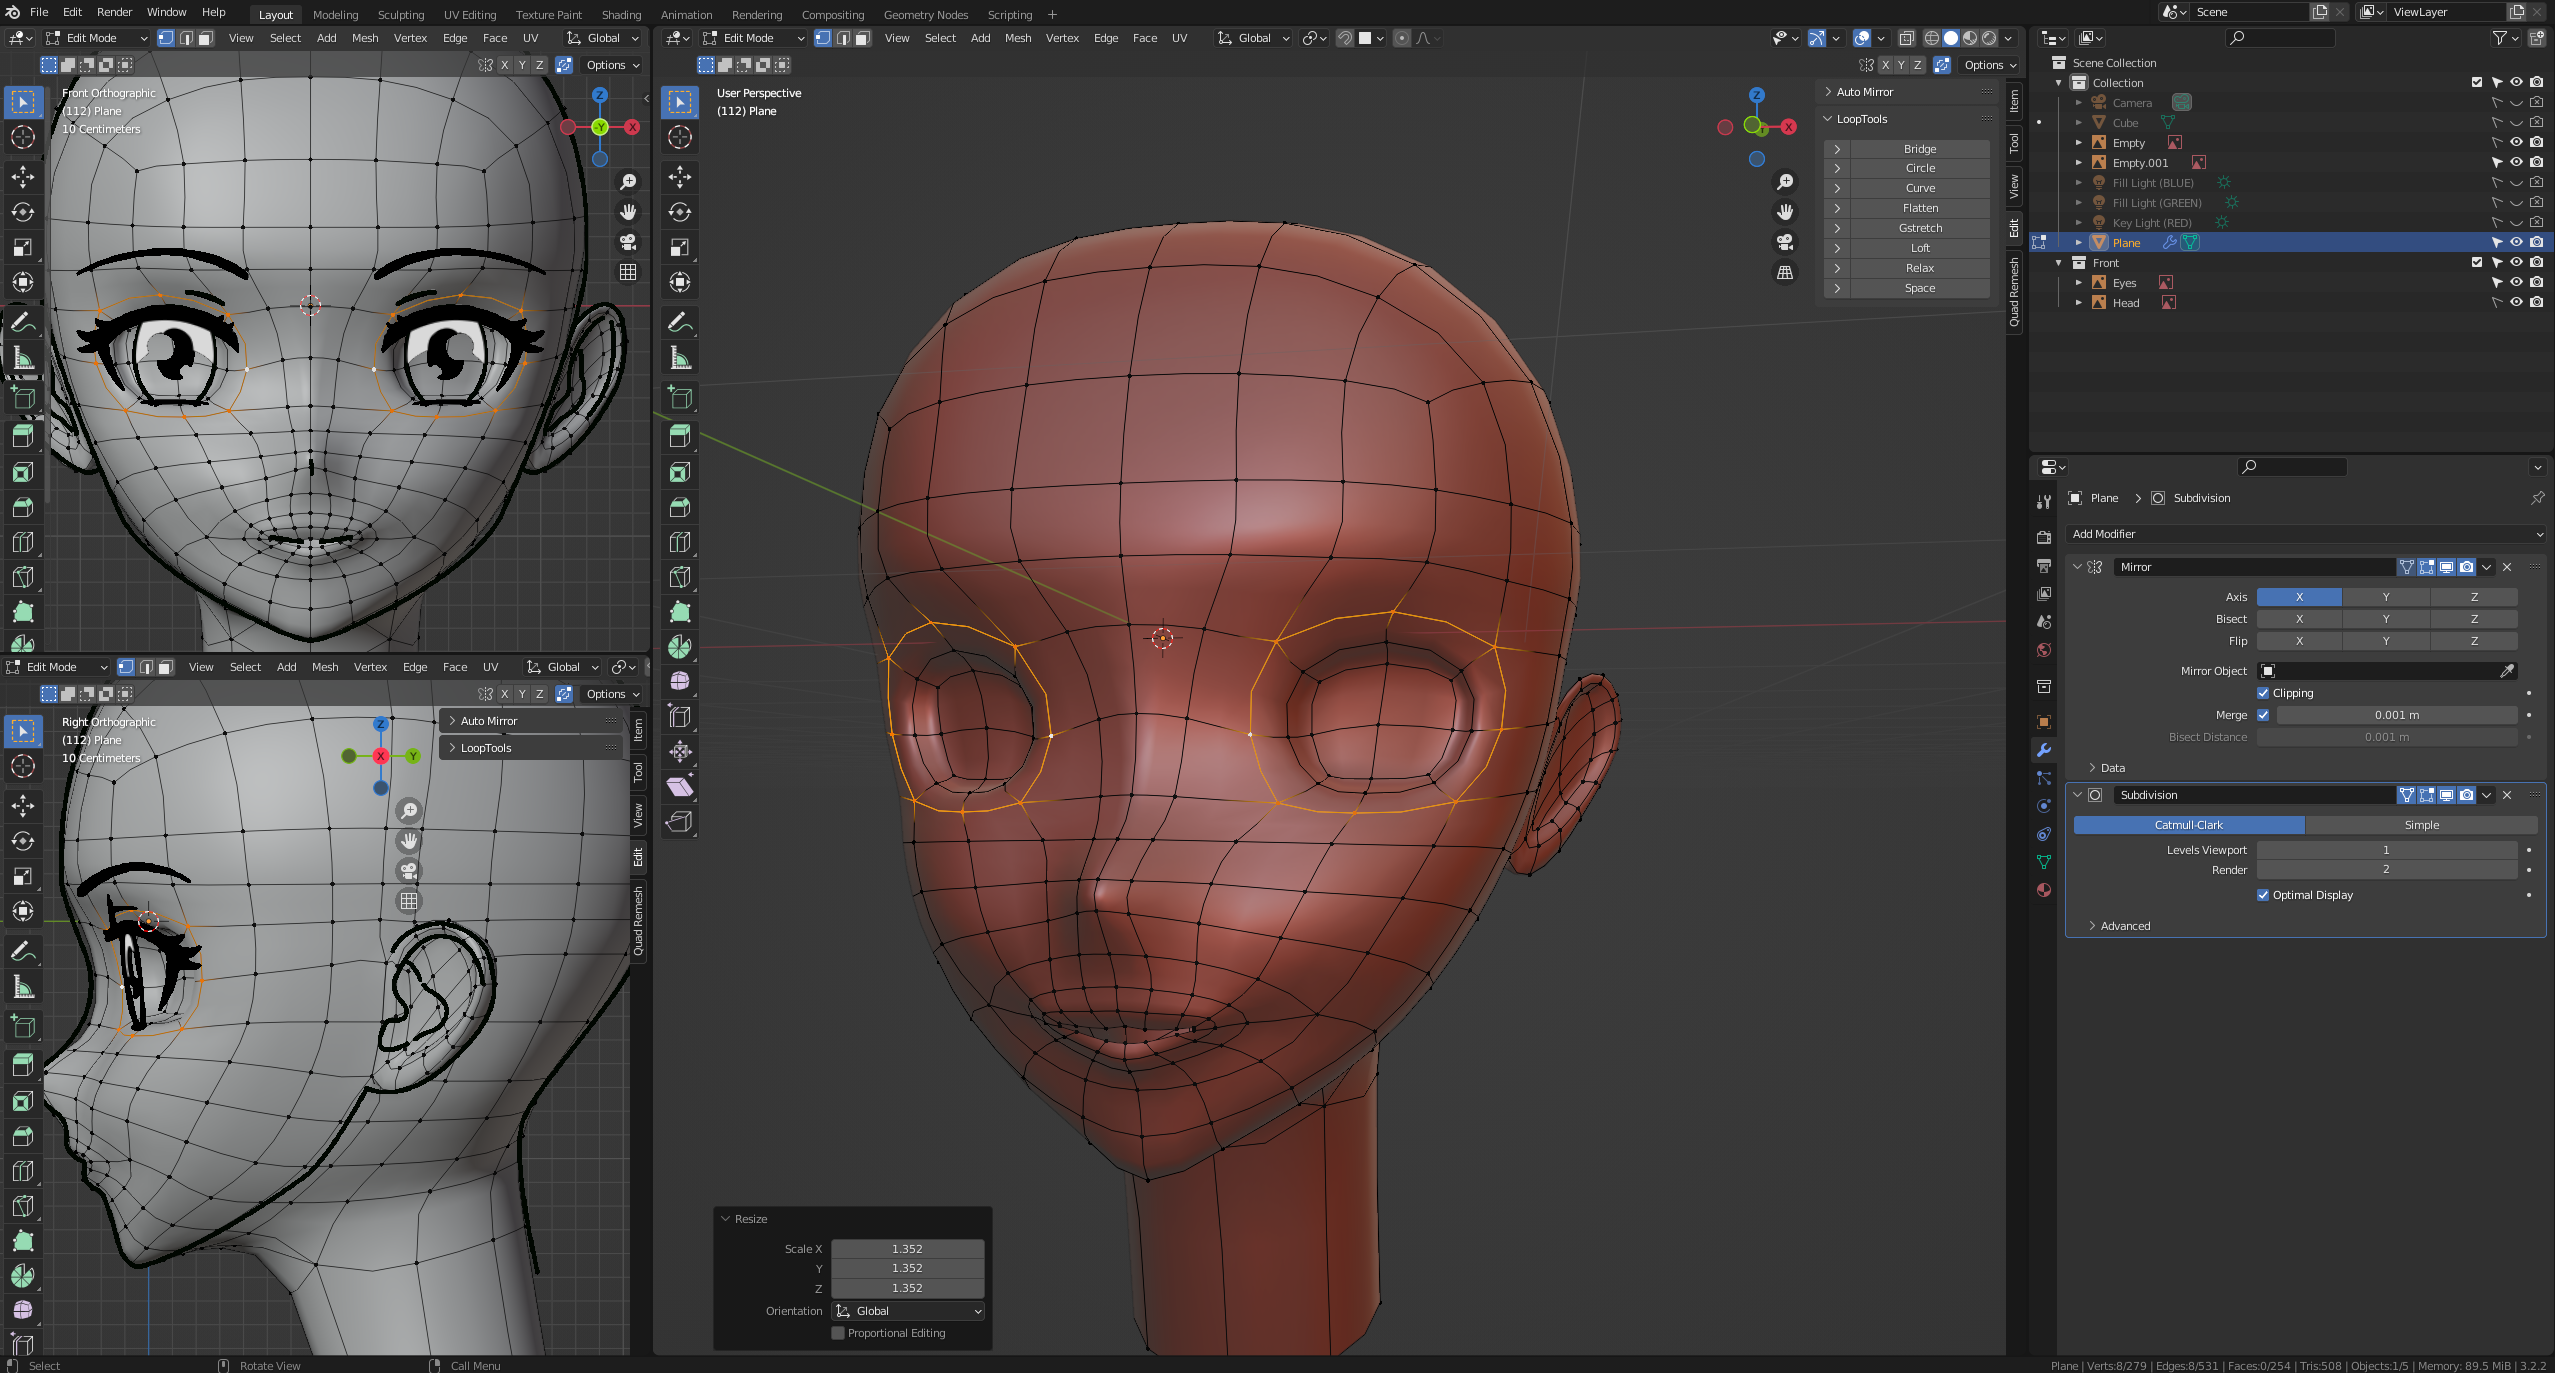 File Edit Render Window Help Layout Modeling Sculpting UV Editing Texture Paint Shading Animation Rendering Compositing Geometry Nodes Scripting + Scene ViewLayer
Edit Mode View Select Add Mesh Vertex Edge Face UV Global
X Y Z Options
Front Orthographic
(112) Plane
10 Centimeters
Z
-Y X
Edit Mode View Select Add Mesh Vertex Edge Face UV Global
X Y Z Options
Right Orthographic
(112) Plane
10 Centimeters
Z
X Y
Auto Mirror
LoopTools
Item
Tool
View
Edit
Quad Remesh
Edit Mode View Select Add Mesh Vertex Edge Face UV Global
X Y Z Options
User Perspective
(112) Plane
Z
X
Auto Mirror
LoopTools
Bridge
Circle
Curve
Flatten
Gstretch
Loft
Relax
Space
Item
Tool
View
Edit
Quad Remesh
Resize
Scale X 1.352
Y 1.352
Z 1.352
Orientation Global
Proportional Editing
Scene Collection
Collection
Camera
Cube
Empty
Empty.001
Fill Light (BLUE)
Fill Light (GREEN)
Key Light (RED)
Plane
Front
Eyes
Head
Plane > Subdivision
Add Modifier
Mirror
Axis X Y Z
Bisect X Y Z
Flip X Y Z
Mirror Object
Clipping
Merge 0.001 m
Bisect Distance 0.001 m
Data
Subdivision
Catmull-Clark Simple
Levels Viewport 1
Render 2
Optimal Display
Advanced
Select Rotate View Call Menu
Plane | Verts:8/279 | Edges:8/531 | Faces:0/254 | Tris:508 | Objects:1/5 | Memory: 89.5 MiB | 3.2.2